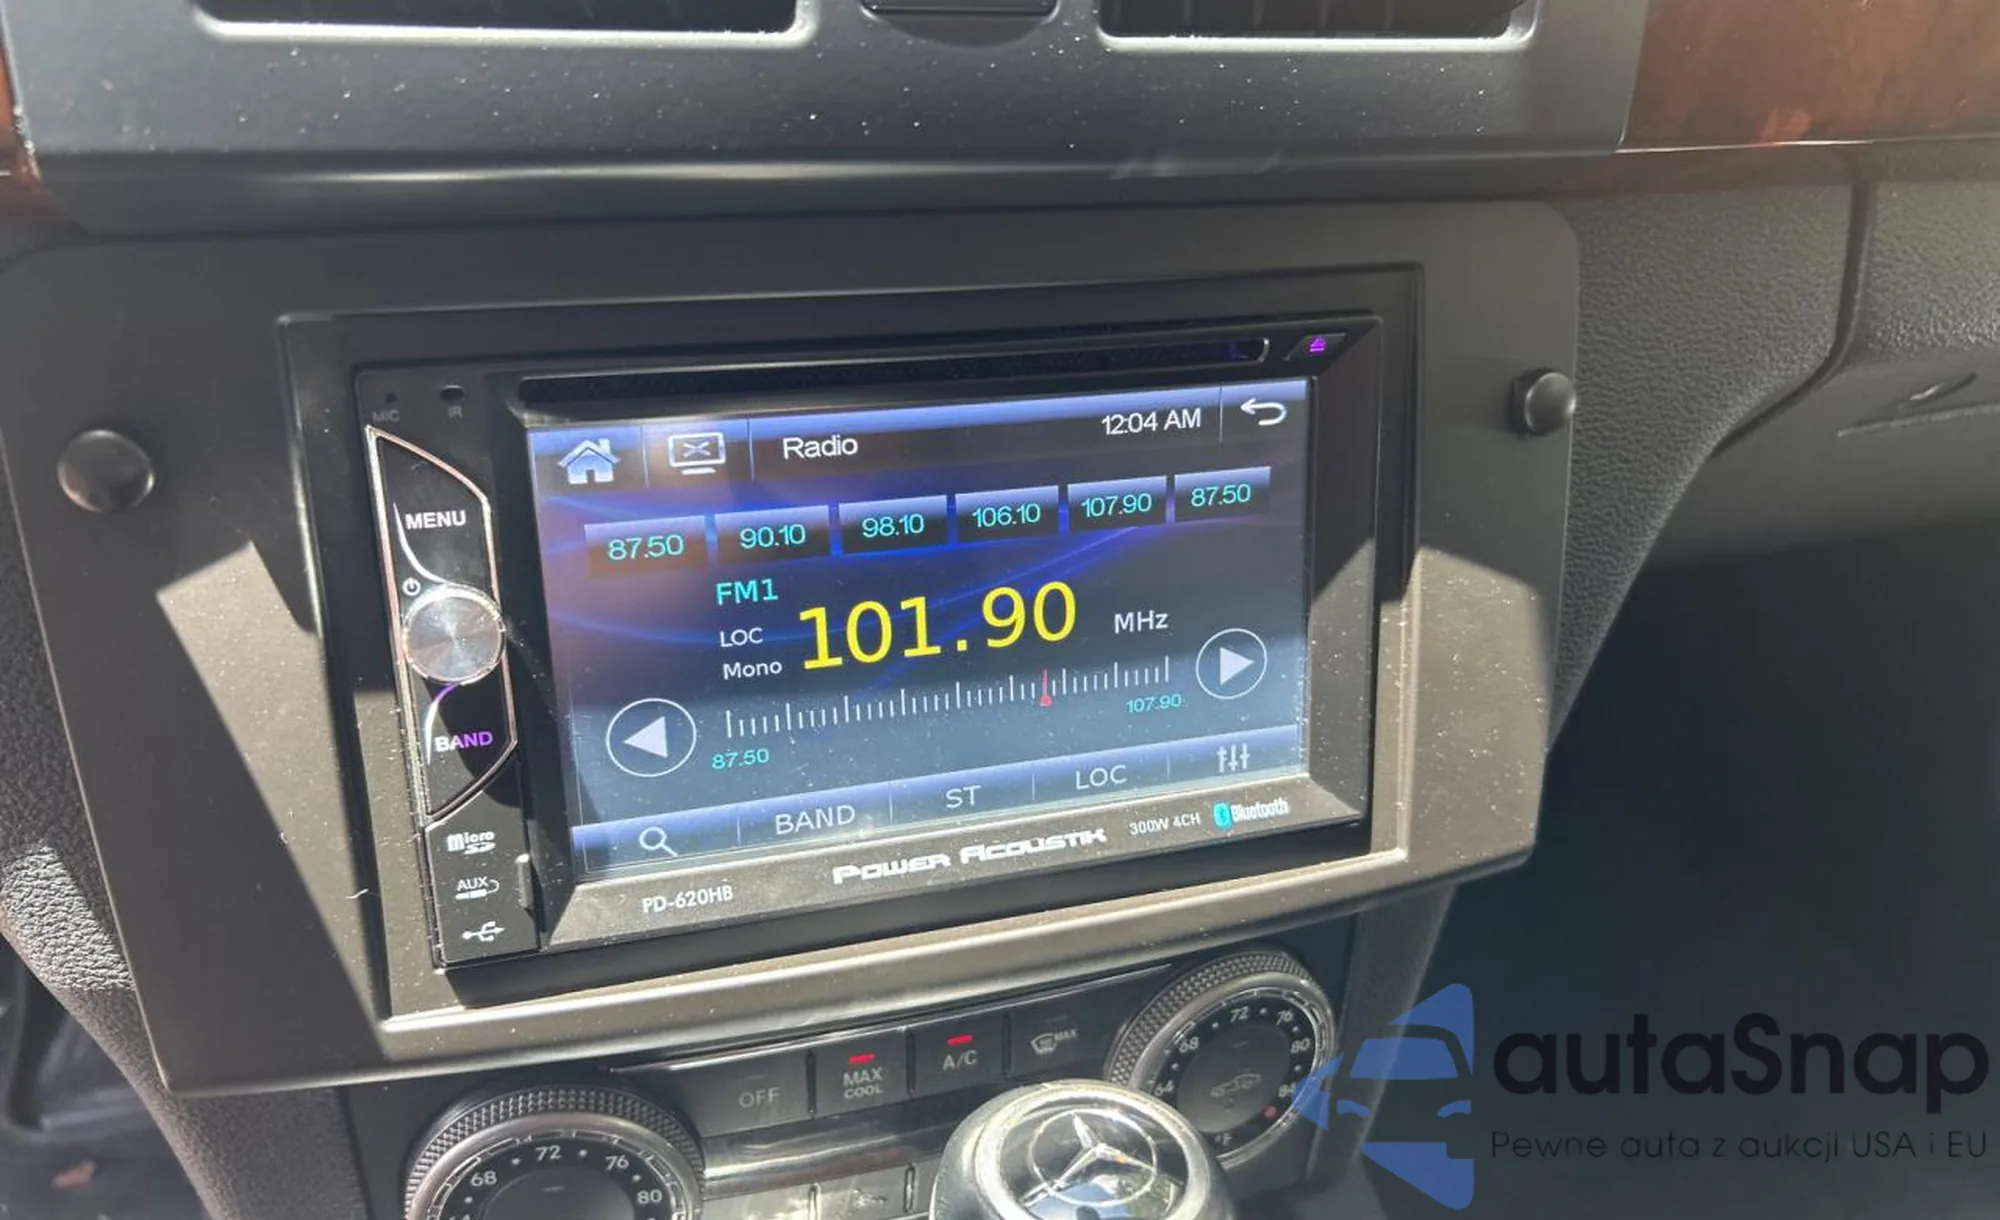 MIC
IR
MENU
BAND
Micro
SD
AUX
Radio
12:04 AM
87.50
90.10
98.10
106.10
107.90
87.50
FM1
LOC
Mono
101.90
MHz
87.50
107.90
BAND
ST
LOC
PD-620HB
POWER ACOUSTIK
300W 4CH
Bluetooth
OFF
MAX
COOL
A/C
MAX
68
72
76
80
64
68
72
76
80
84
°F
autaSnap
Pewne auta z aukcji USA i EU